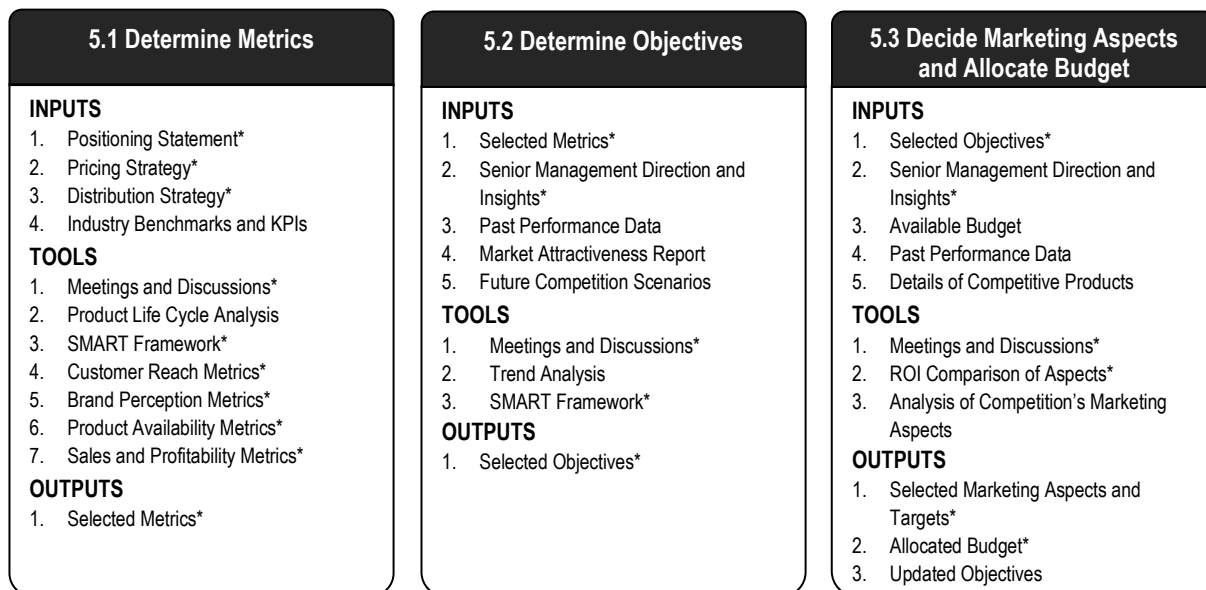 5.1 Determine Metrics
INPUTS
1. Positioning Statement*
2. Pricing Strategy*
3. Distribution Strategy*
4. Industry Benchmarks and KPIs
TOOLS
1. Meetings and Discussions*
2. Product Life Cycle Analysis
3. SMART Framework*
4. Customer Reach Metrics*
5. Brand Perception Metrics*
6. Product Availability Metrics*
7. Sales and Profitability Metrics*
OUTPUTS
1. Selected Metrics*
5.2 Determine Objectives
INPUTS
1. Selected Metrics*
2. Senior Management Direction and
Insights*
3. Past Performance Data
4. Market Attractiveness Report
5. Future Competition Scenarios
TOOLS
1. Meetings and Discussions*
2. Trend Analysis
3. SMART Framework*
OUTPUTS
1. Selected Objectives*
5.3 Decide Marketing Aspects
and Allocate Budget
INPUTS
1. Selected Objectives*
2. Senior Management Direction and
Insights*
3. Available Budget
4. Past Performance Data
5. Details of Competitive Products
TOOLS
1. Meetings and Discussions*
2. ROI Comparison of Aspects*
3. Analysis of Competition's Marketing
Aspects
OUTPUTS
1. Selected Marketing Aspects and
Targets*
2. Allocated Budget*
3. Updated Objectives